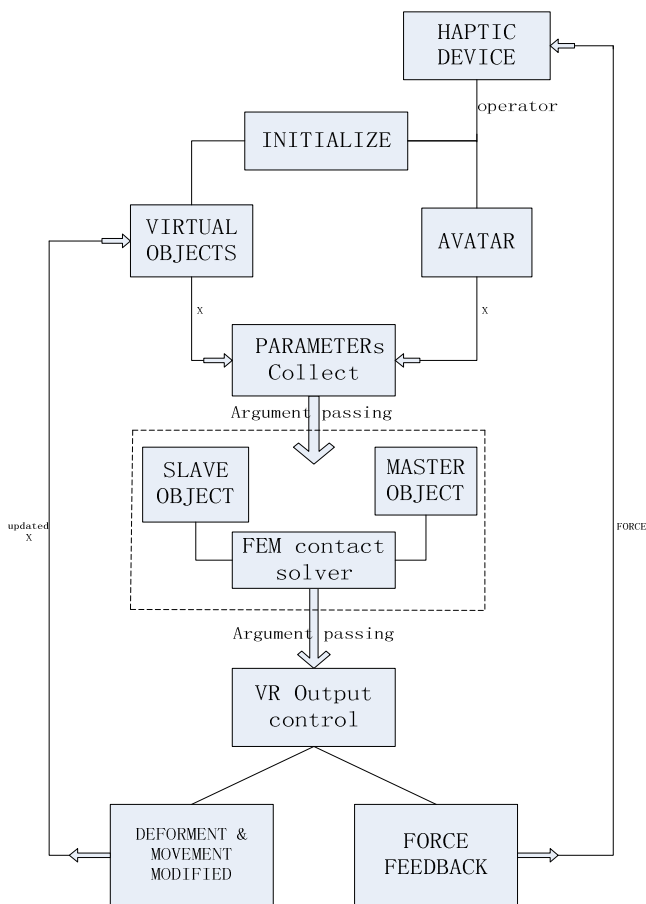 HAPTIC
DEVICE
operator
INITIALIZE
VIRTUAL
OBJECTS
AVATAR
X
X
PARAMETERs
Collect
Argument passing
SLAVE
OBJECT
MASTER
OBJECT
updated
X
FORCE
FEM contact
solver
Argument passing
VR Output
control
DEFORMENT &
MOVEMENT
MODIFIED
FORCE
FEEDBACK